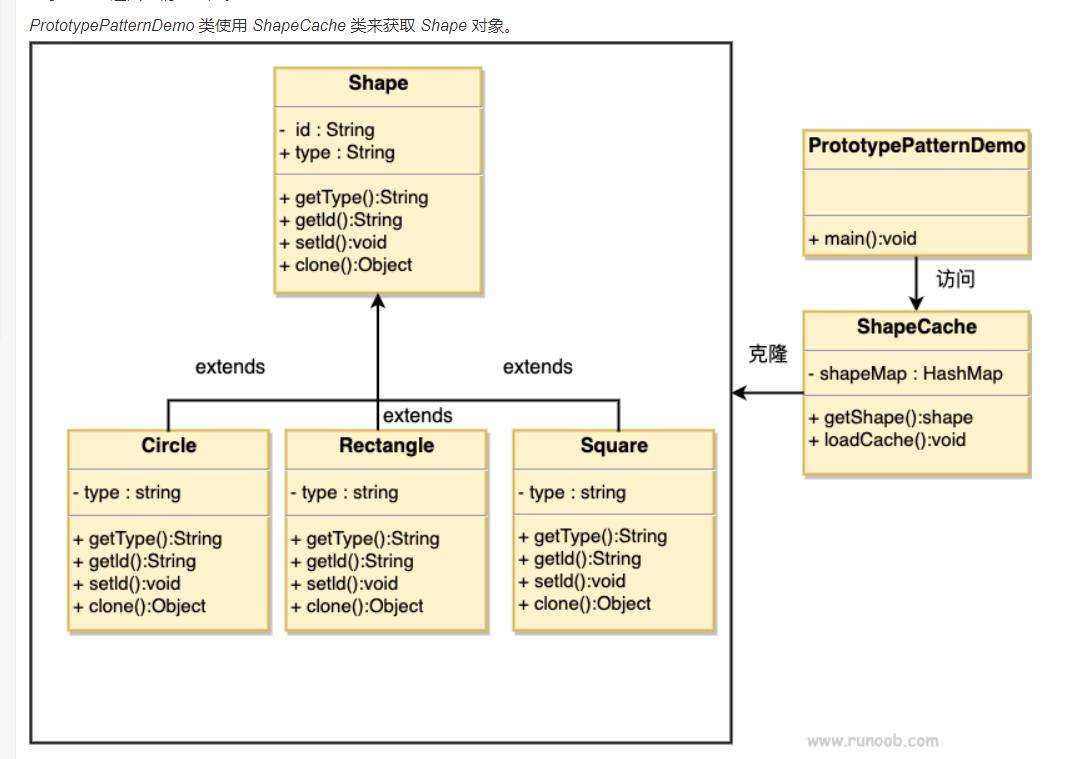 PrototypePatternDemo 类使用 ShapeCache 类来获取 Shape 对象。
Shape
- id : String
+ type : String
+ getType():String
+ getId():String
+ setId():void
+ clone():Object
PrototypePatternDemo
+ main():void
访问
ShapeCache
- shapeMap : HashMap
+ getShape():shape
+ loadCache():void
克隆
extends
extends
extends
Circle
- type : string
+ getType():String
+ getId():String
+ setId():void
+ clone():Object
Rectangle
- type : string
+ getType():String
+ getId():String
+ setId():void
+ clone():Object
Square
- type : string
+ getType():String
+ getId():String
+ setId():void
+ clone():Object
www.runoob.com